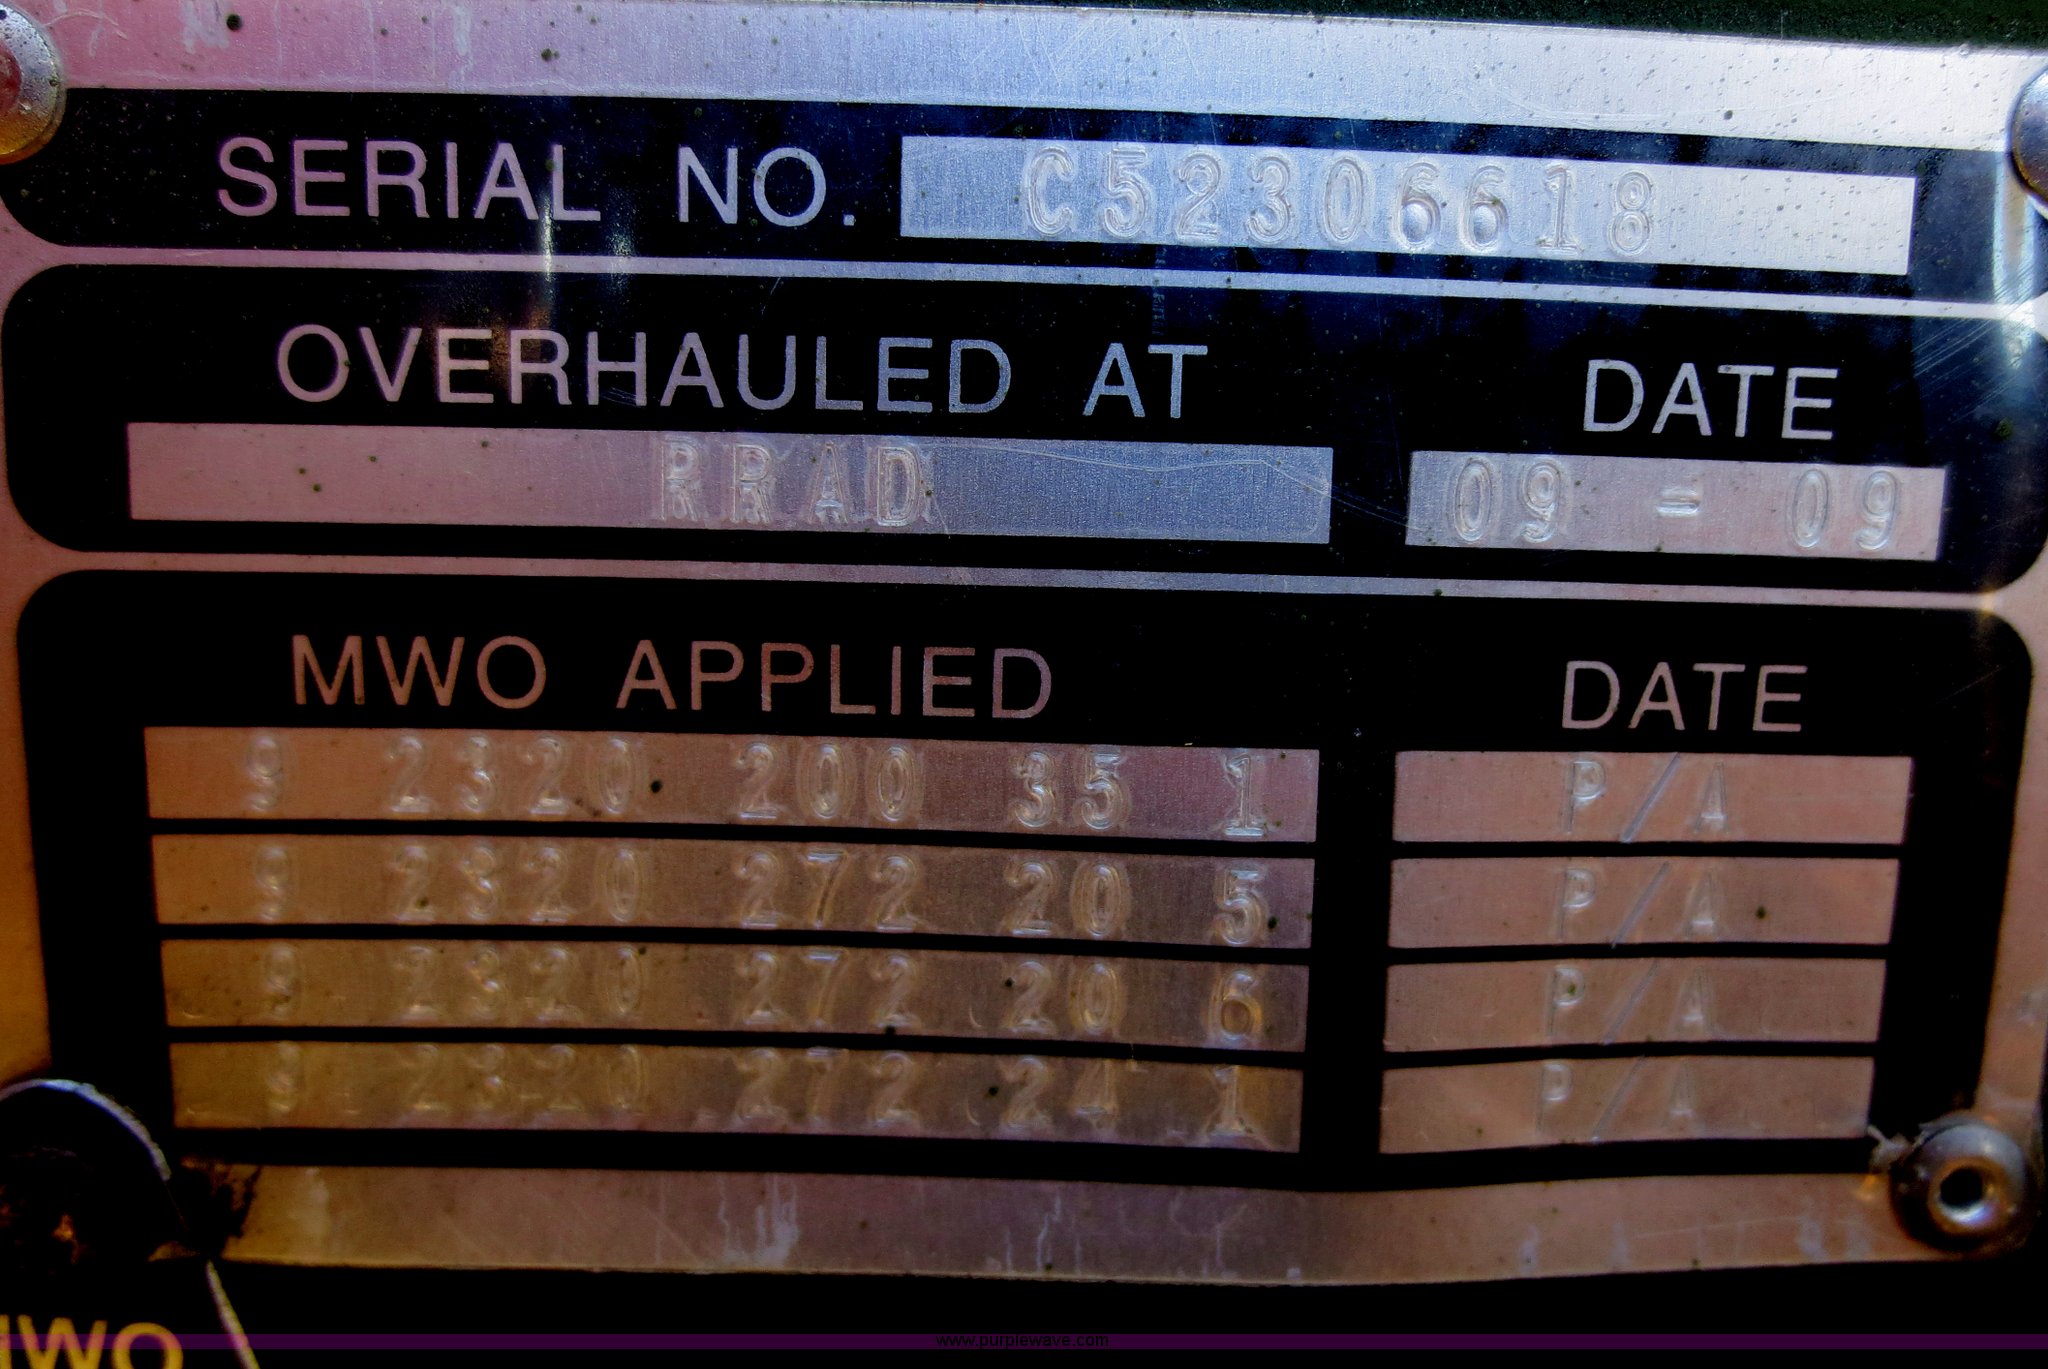 SERIAL NO. C52306618
OVERHAULED AT DATE
RRAD 09 - 09
MWO APPLIED DATE
9 2320 200 35 1 P/A
9 2320 272 20 5 P/A
9 2320 272 20 6 P/A
9 2320 272 24 1 P/A
MWO
www.purplewave.com